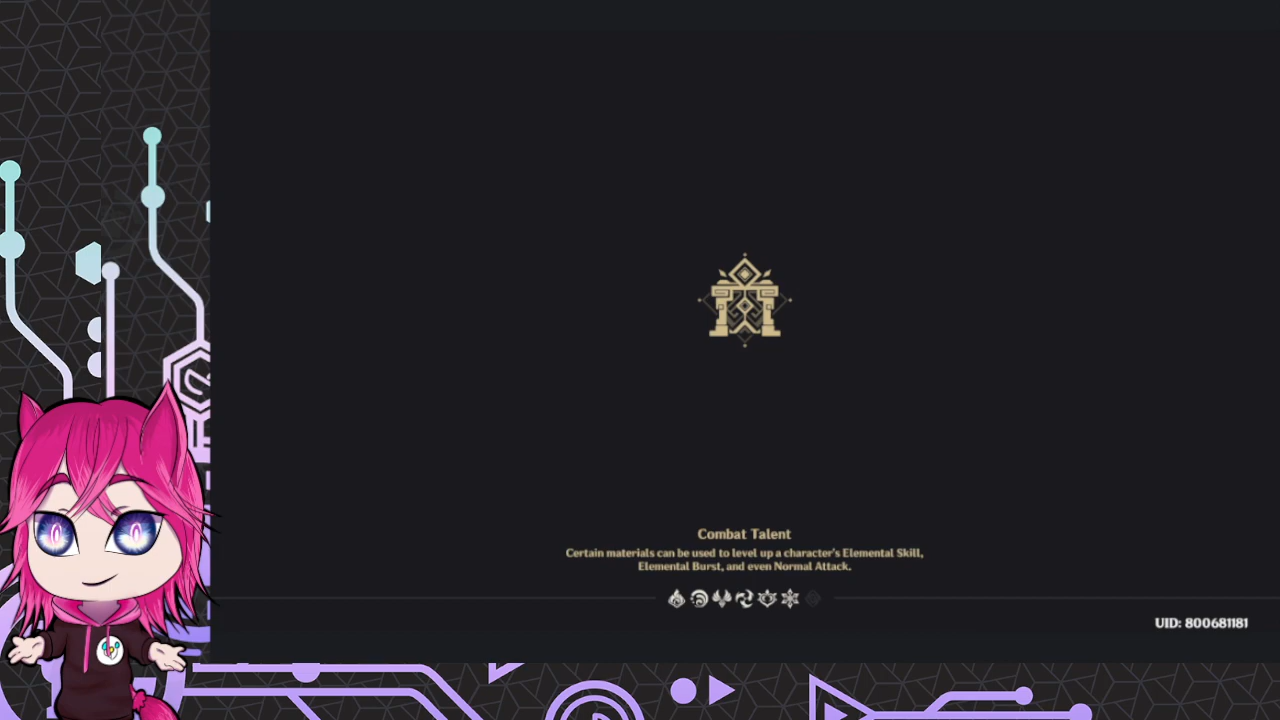 Combat Talent
Certain materials can be used to level up a character's Elemental Skill,
Elemental Burst, and even Normal Attack.
UID: 800681181